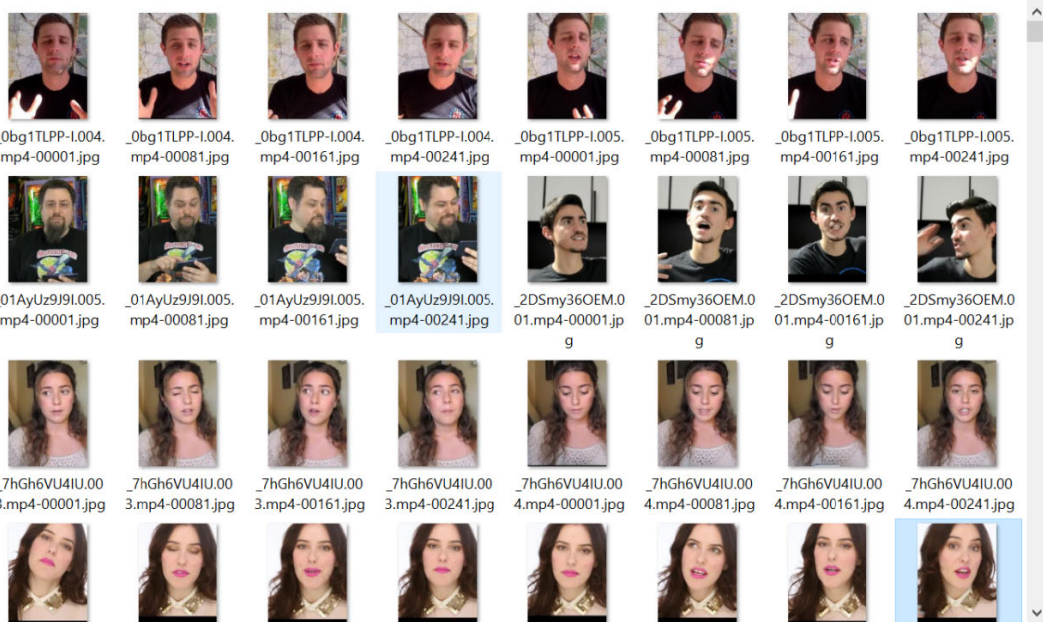 _0bg1TLPP-I.004. _0bg1TLPP-I.004. _0bg1TLPP-I.004. _0bg1TLPP-I.004. _0bg1TLPP-I.005. _0bg1TLPP-I.005. _0bg1TLPP-I.005. _0bg1TLPP-I.005.
mp4-00001.jpg mp4-00081.jpg mp4-00161.jpg mp4-00241.jpg mp4-00001.jpg mp4-00081.jpg mp4-00161.jpg mp4-00241.jpg
_01AyUz9J9I.005. _01AyUz9J9I.005. _01AyUz9J9I.005. _01AyUz9J9I.005. _2DSmy36OEM.0 _2DSmy36OEM.0 _2DSmy36OEM.0 _2DSmy36OEM.0
mp4-00001.jpg mp4-00081.jpg mp4-00161.jpg mp4-00241.jpg 01.mp4-00001.jp 01.mp4-00081.jp 01.mp4-00161.jp 01.mp4-00241.jp
g g g g
_7hGh6VU4IU.00 _7hGh6VU4IU.00 _7hGh6VU4IU.00 _7hGh6VU4IU.00 _7hGh6VU4IU.00 _7hGh6VU4IU.00 _7hGh6VU4IU.00 _7hGh6VU4IU.00
3.mp4-00001.jpg 3.mp4-00081.jpg 3.mp4-00161.jpg 3.mp4-00241.jpg 4.mp4-00001.jpg 4.mp4-00081.jpg 4.mp4-00161.jpg 4.mp4-00241.jpg